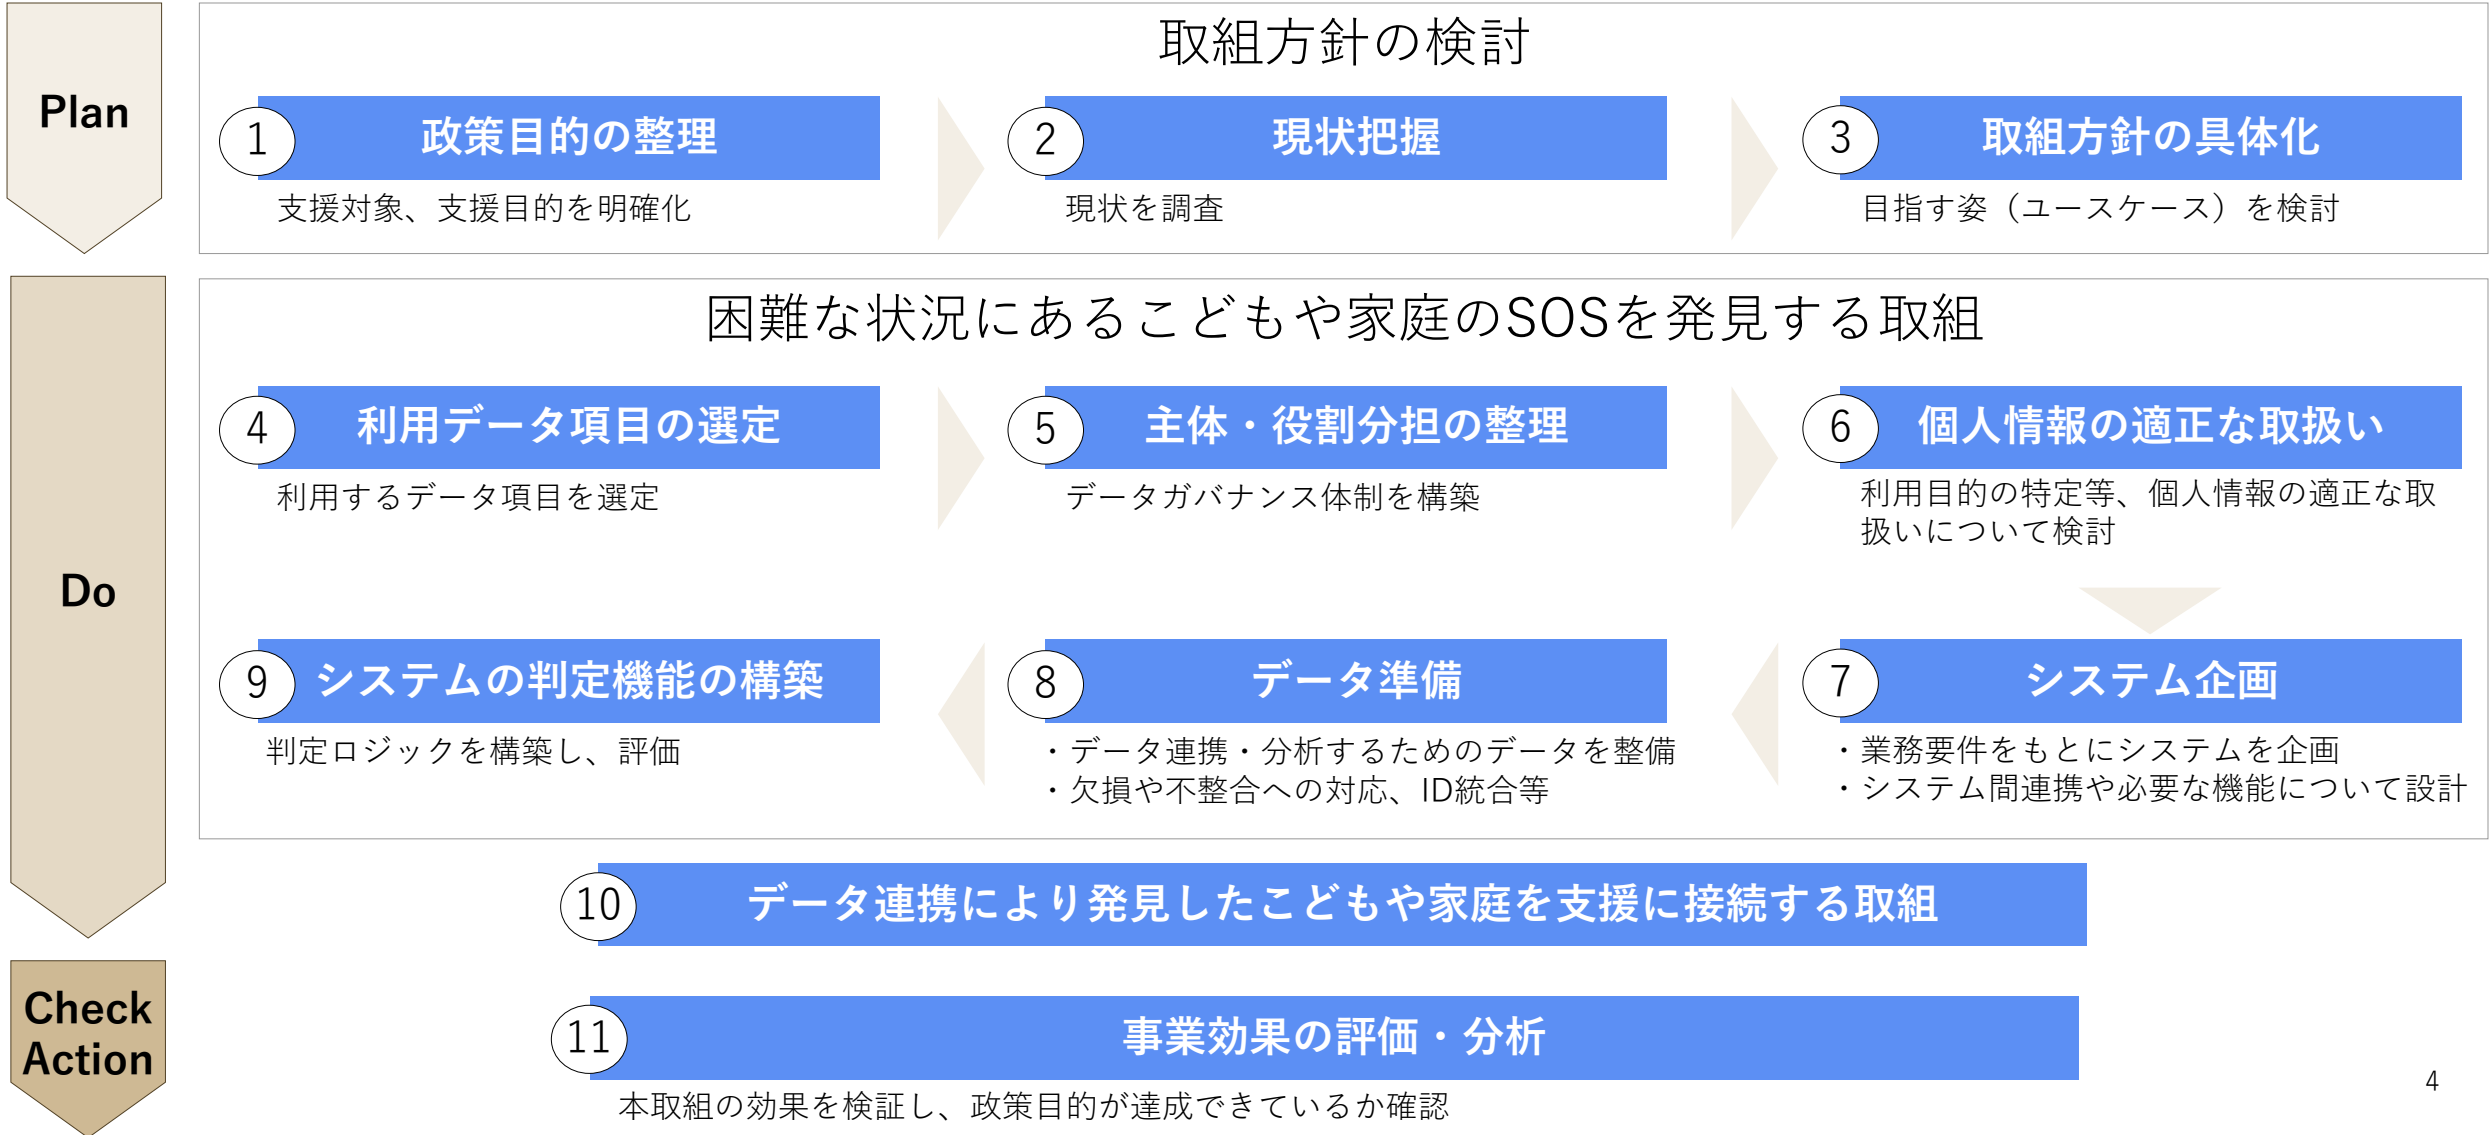 Plan
取組方針の検討
1
政策目的の整理
支援対象、支援目的を明確化
2
現状把握
現状を調査
3
取組方針の具体化
目指す姿（ユースケース）を検討
Do
困難な状況にあるこどもや家庭のSOSを発見する取組
4
利用データ項目の選定
利用するデータ項目を選定
5
主体・役割分担の整理
データガバナンス体制を構築
6
個人情報の適正な取扱い
利用目的の特定等、個人情報の適正な取
扱いについて検討
7
システム企画
・業務要件をもとにシステムを企画
・システム間連携や必要な機能について設計
8
データ準備
・データ連携・分析するためのデータを整備
・欠損や不整合への対応、ID統合等
9
システムの判定機能の構築
判定ロジックを構築し、評価
10
データ連携により発見したこどもや家庭を支援に接続する取組
Check
Action
11
事業効果の評価・分析
本取組の効果を検証し、政策目的が達成できているか確認
4